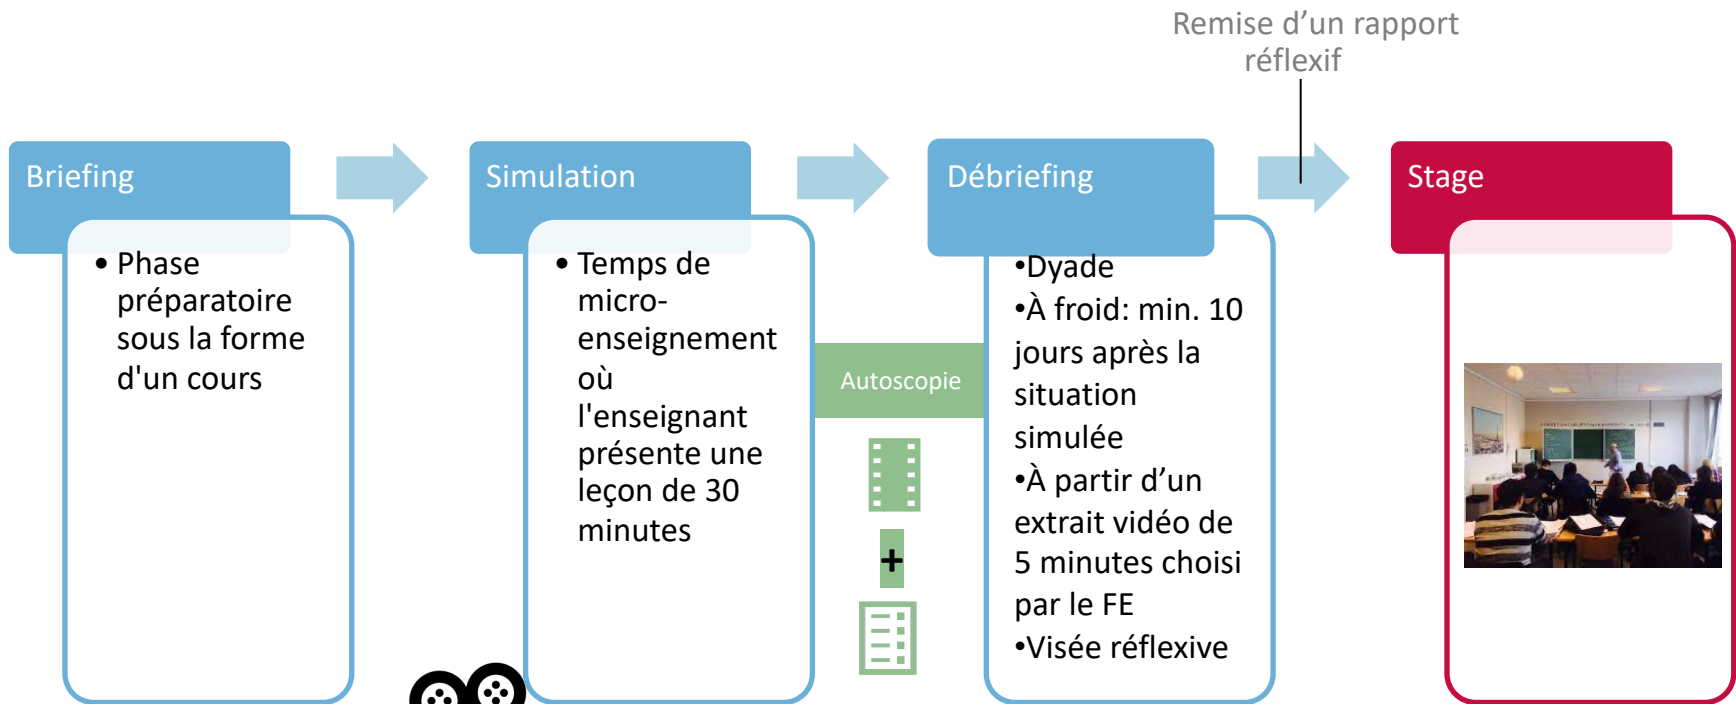 Remise d’un rapport
réflexif
Briefing
• Phase
préparatoire
sous la forme
d'un cours
Simulation
• Temps de
micro-
enseignement
où
l'enseignant
présente une
leçon de 30
minutes
Autoscopie
+
Débriefing
•Dyade
•À froid: min. 10
jours après la
situation
simulée
•À partir d’un
extrait vidéo de
5 minutes choisi
par le FE
•Visée réflexive
Stage